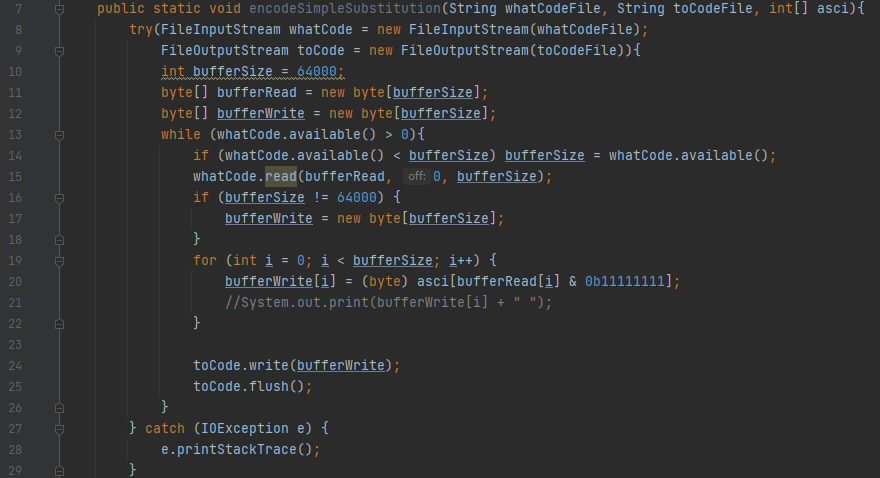 7 public static void encodeSimpleSubstitution(String whatCodeFile, String toCodeFile, int[] asci){
8 try(FileInputStream whatCode = new FileInputStream(whatCodeFile);
9 FileOutputStream toCode = new FileOutputStream(toCodeFile)){
10 int bufferSize = 64000;
11 byte[] bufferRead = new byte[bufferSize];
12 byte[] bufferWrite = new byte[bufferSize];
13 while (whatCode.available() > 0){
14 if (whatCode.available() < bufferSize) bufferSize = whatCode.available();
15 whatCode.read(bufferRead, off: 0, bufferSize);
16 if (bufferSize != 64000) {
17 bufferWrite = new byte[bufferSize];
18 }
19 for (int i = 0; i < bufferSize; i++) {
20 bufferWrite[i] = (byte) asci[bufferRead[i] & 0b11111111];
21 //System.out.print(bufferWrite[i] + " ");
22 }
23
24 toCode.write(bufferWrite);
25 toCode.flush();
26 }
27 } catch (IOException e) {
28 e.printStackTrace();
29 }